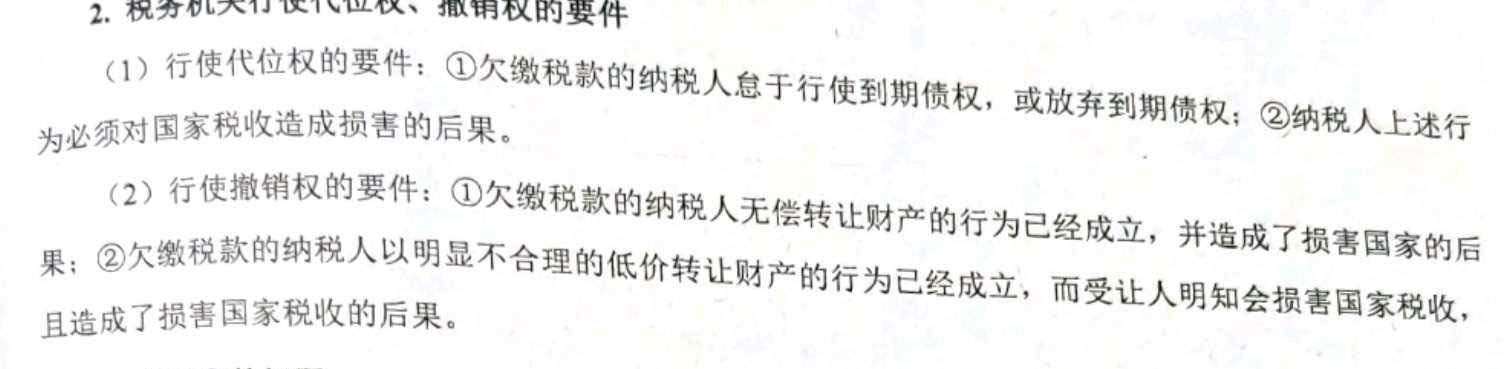 2. 税务机关行使代位权、撤销权的要件
（1）行使代位权的要件：①欠缴税款的纳税人怠于行使到期债权，或放弃到期债权；②纳税人上述行
为必须对国家税收造成损害的后果。
（2）行使撤销权的要件：①欠缴税款的纳税人无偿转让财产的行为已经成立，并造成了损害国家的后
果；②欠缴税款的纳税人以明显不合理的低价转让财产的行为已经成立，而受让人明知会损害国家税收，
且造成了损害国家税收的后果。